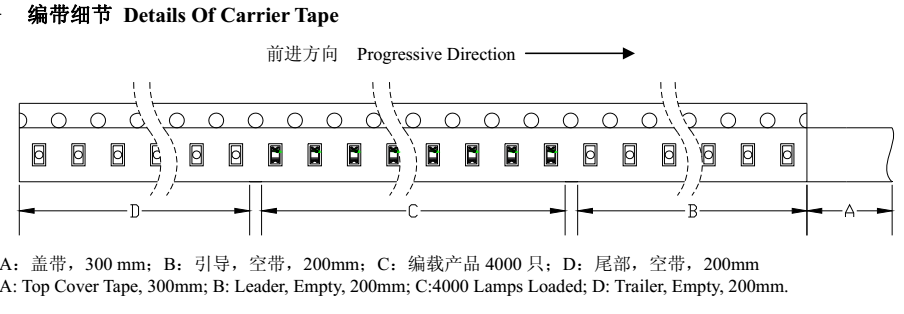 编带细节 Details Of Carrier Tape
前进方向 Progressive Direction
D C B A
A：盖带，300 mm；B：引导，空带，200mm；C：编载产品 4000 只；D：尾部，空带，200mm
A: Top Cover Tape, 300mm; B: Leader, Empty, 200mm; C:4000 Lamps Loaded; D: Trailer, Empty, 200mm.